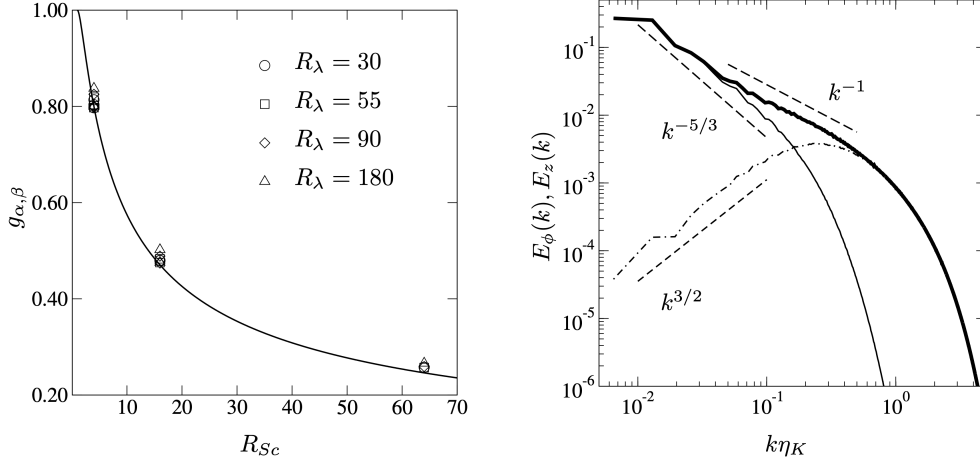 1.00
0.80
0.60
0.40
0.20
g_{α,β}
10 20 30 40 50 60 70
R_{Sc}
R_λ = 30
R_λ = 55
R_λ = 90
R_λ = 180
10^{-1}
10^{-2}
10^{-3}
10^{-4}
10^{-5}
10^{-6}
E_ϕ(k), E_z(k)
10^{-2} 10^{-1} 10^{0}
kη_K
k^{-1}
k^{-5/3}
k^{3/2}